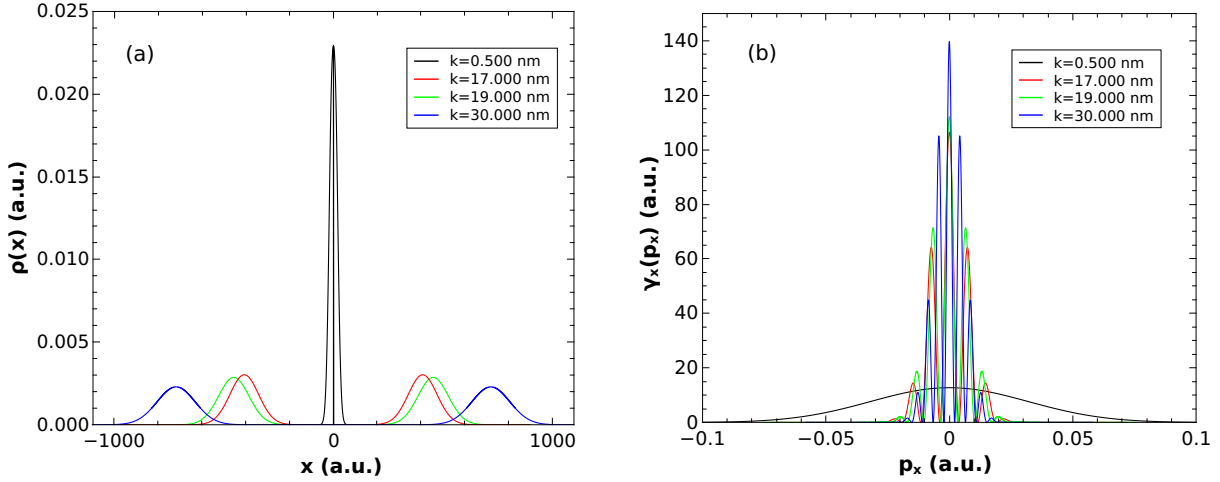 (a)
k=0.500 nm
k=17.000 nm
k=19.000 nm
k=30.000 nm
0.025
0.020
0.015
0.010
0.005
0.000
ρ(x) (a.u.)
−1000
0
1000
x (a.u.)
(b)
k=0.500 nm
k=17.000 nm
k=19.000 nm
k=30.000 nm
140
120
100
80
60
40
20
0
γx(px) (a.u.)
−0.1
−0.05
0
0.05
0.1
px (a.u.)